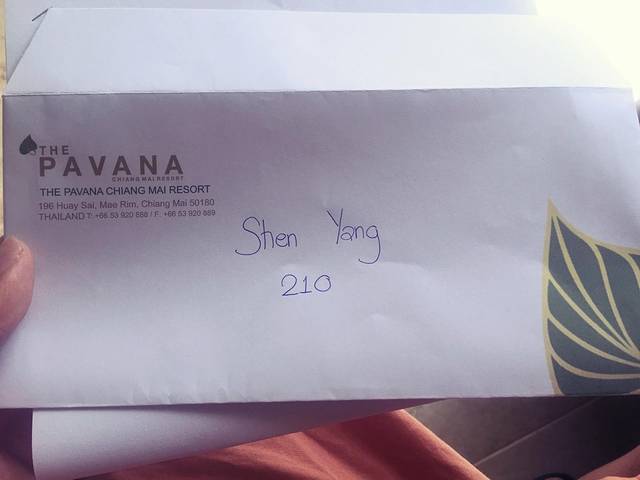 THE
PAVANA
CHIANG MAI RESORT
THE PAVANA CHIANG MAI RESORT
196 Huay Sai, Mae Rim, Chiang Mai 50180
THAILAND T: +66 53 920 888 / F. +66 53 920 889
Shen Yang
210